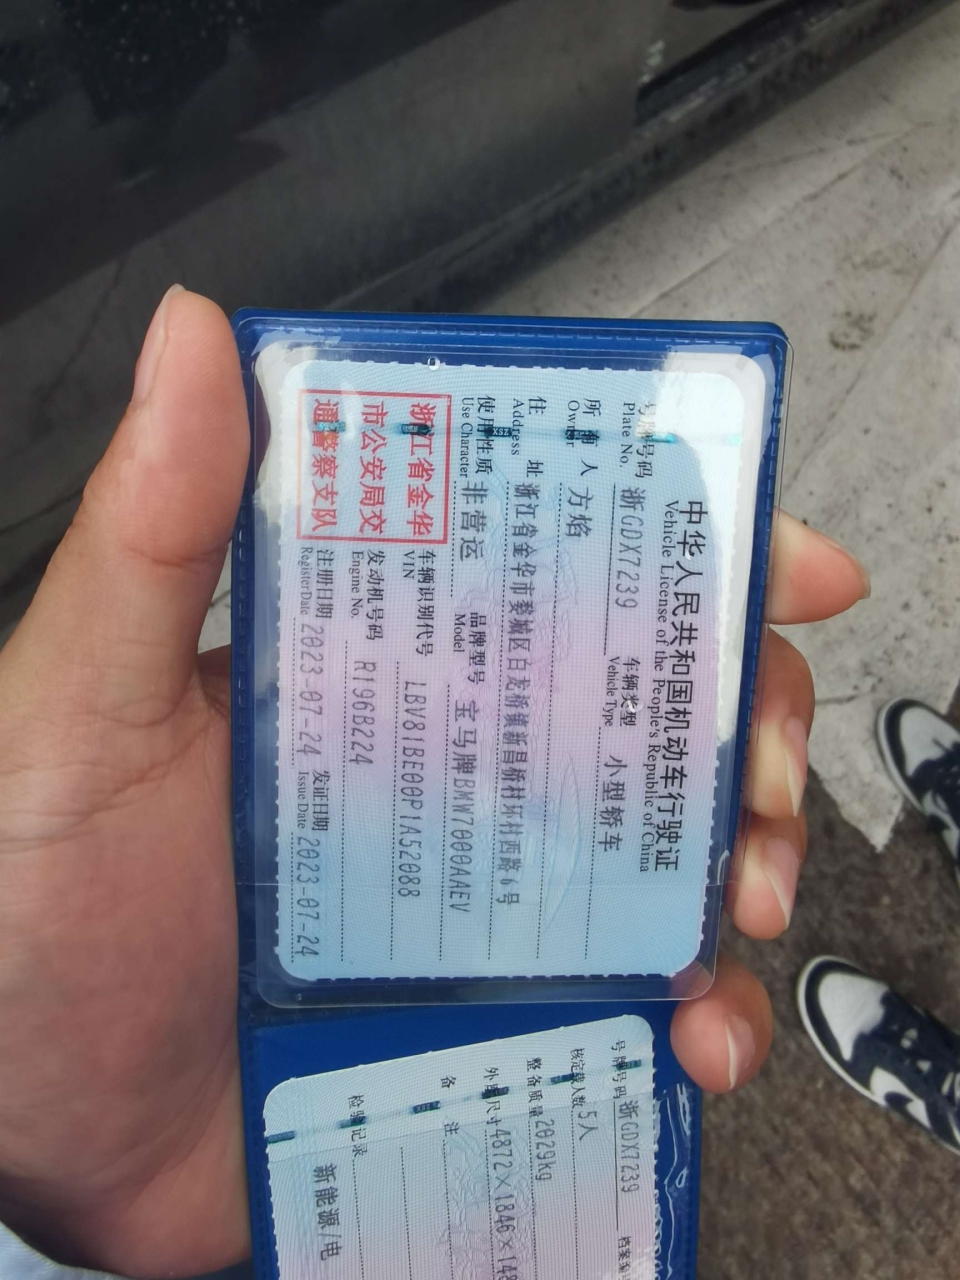 中华人民共和国机动车行驶证
Vehicle License of the People's Republic of China
号牌号码 浙GDX7239 车辆类型 小型轿车
Plate No. Vehicle Type
所有人 方焰
Owner
住址 浙江省金华市婺城区白龙桥镇新昌桥村环村西路6号
Address
使用性质 非营运 品牌型号 宝马牌BMW7000AAEV
Use Character Model
浙江省金华
市公安局交
通警察支队
车辆识别代号 LBV81BE00P1A52088
VIN
发动机号码 R196B224
Engine No.
注册日期 2023-07-24 发证日期 2023-07-24
Register Date Issue Date
号牌号码 浙GDX7239
核定载人数 5人
整备质量 2029kg
外廓尺寸 4872×1846×148
备注
检验记录
新能源/电